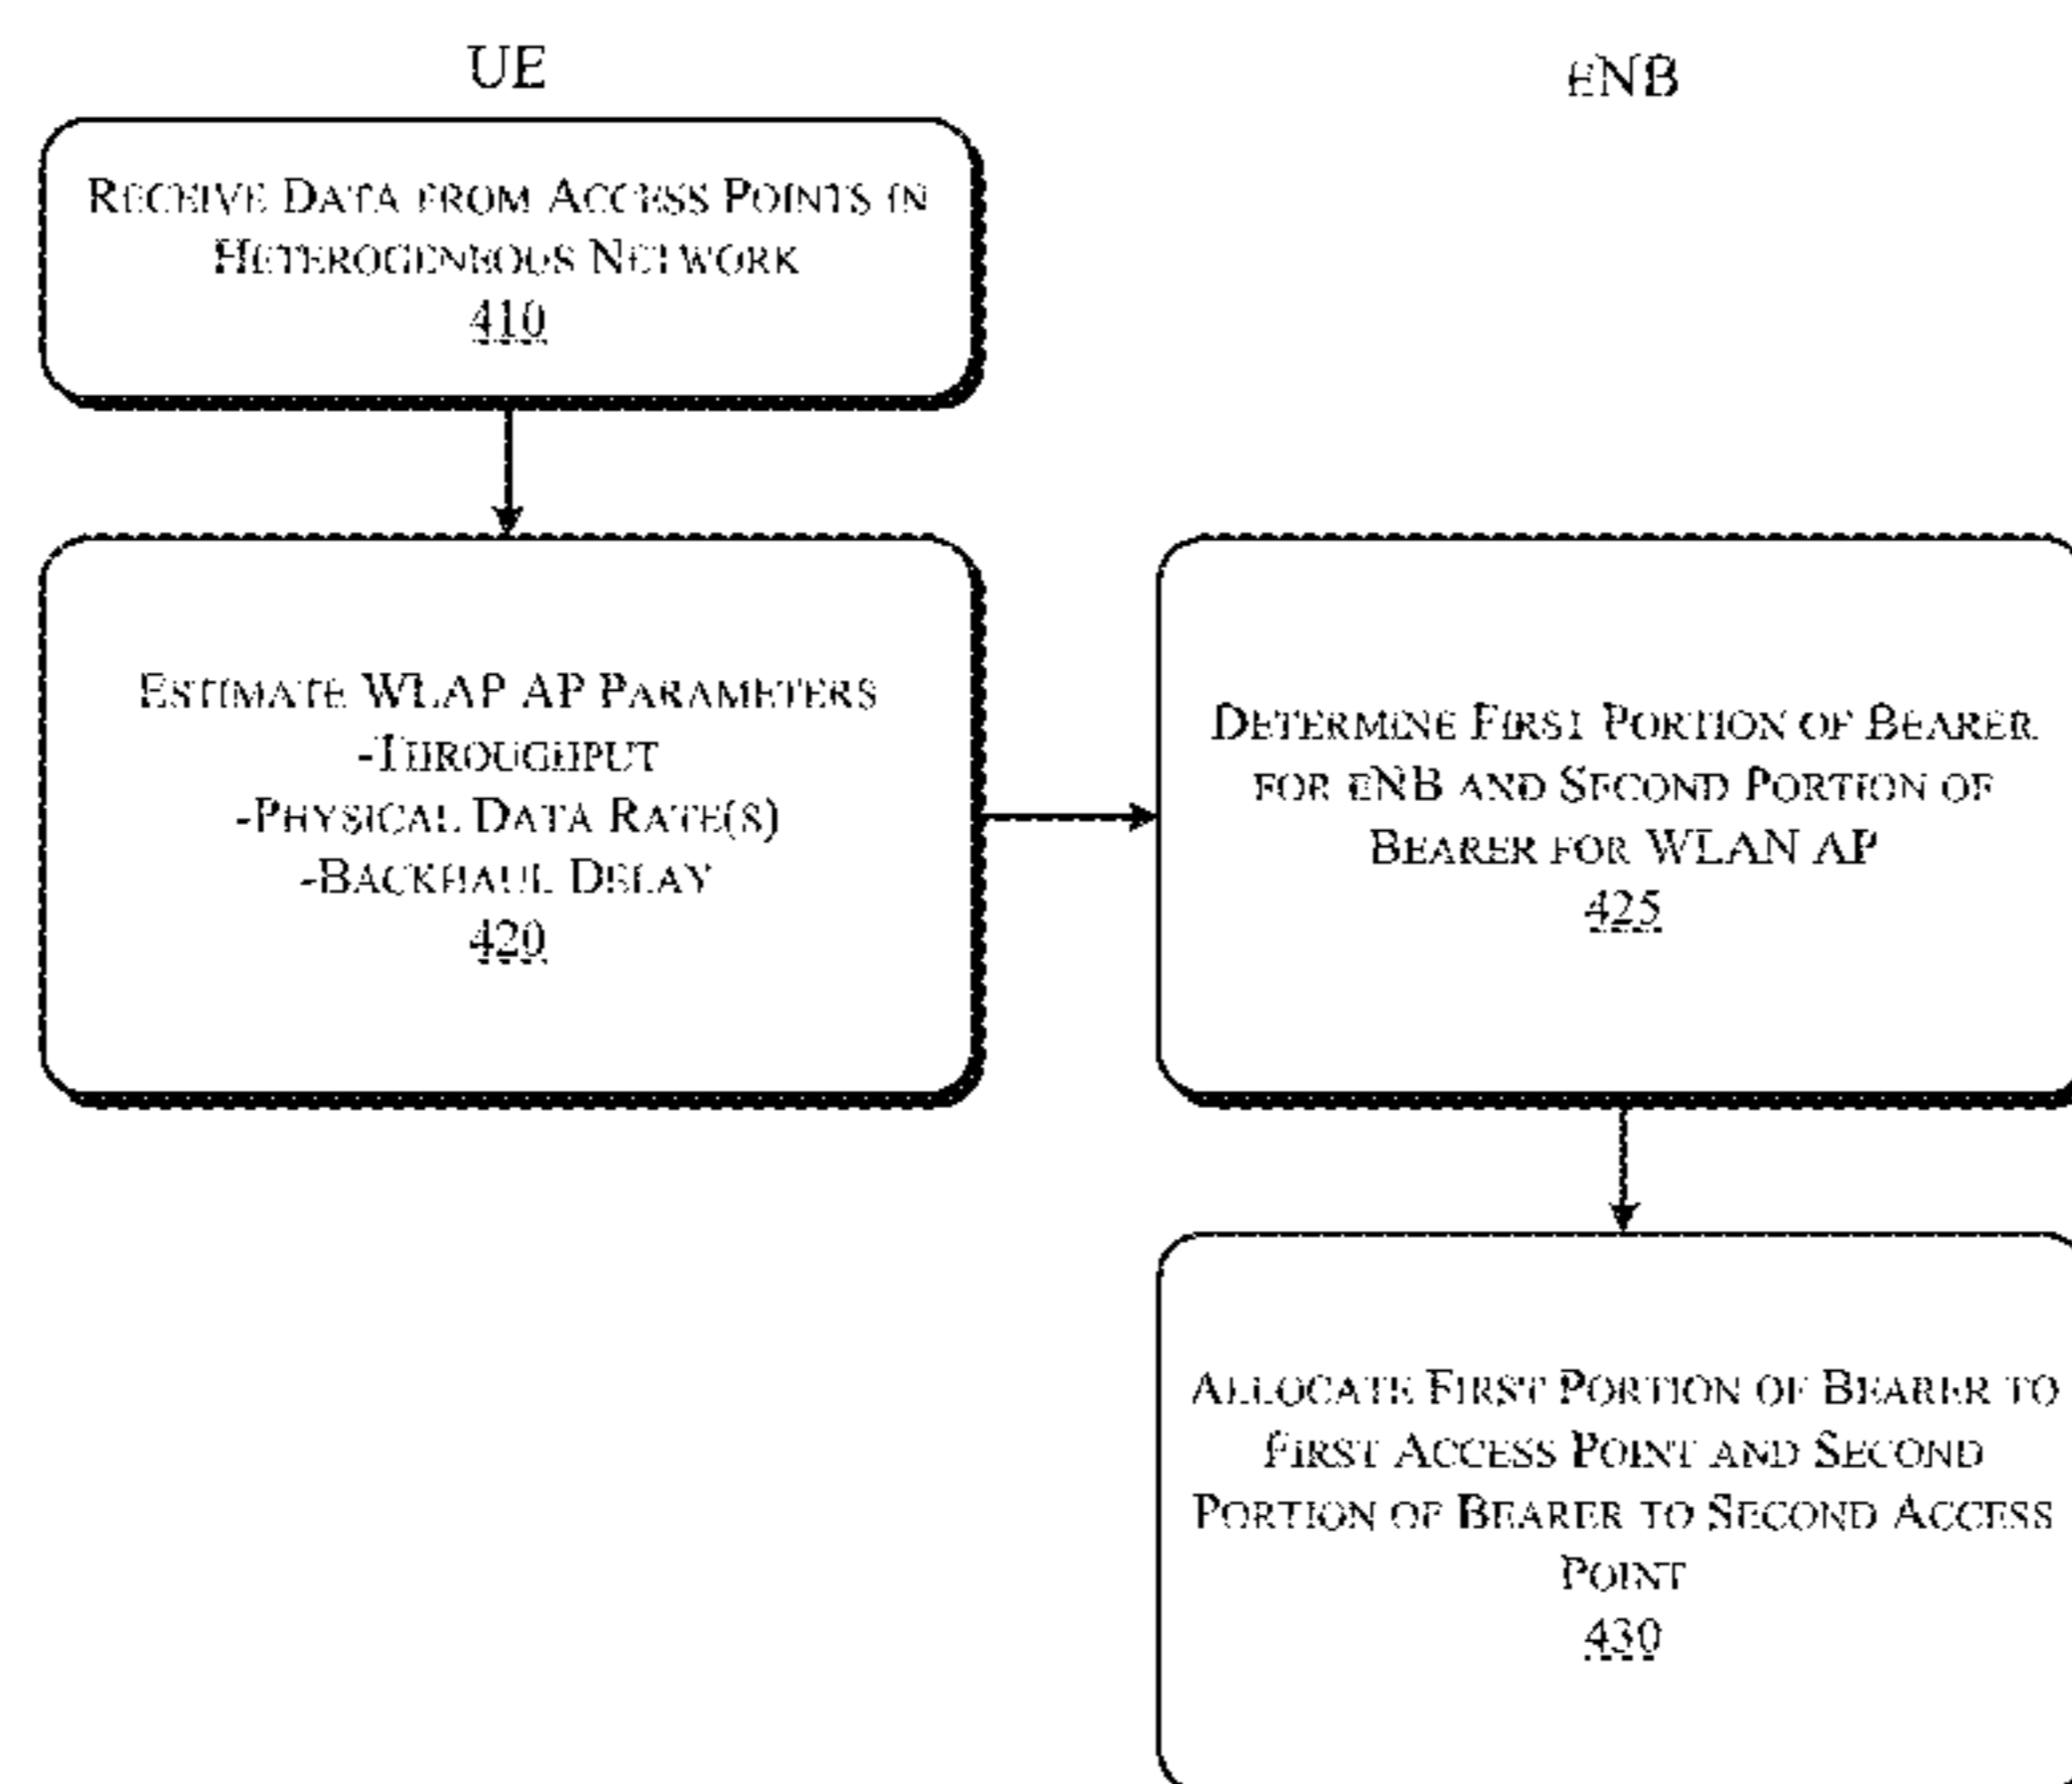 UE
eNB
RECEIVE DATA FROM ACCESS POINTS IN
HETEROGENEOUS NETWORK
410
ESTIMATE WLAP AP PARAMETERS
-THROUGHPUT
-PHYSICAL DATA RATE(S)
-BACKHAUL DELAY
420
DETERMINE FIRST PORTION OF BEARER
FOR ENB AND SECOND PORTION OF
BEARER FOR WLAN AP
425
ALLOCATE FIRST PORTION OF BEARER TO
FIRST ACCESS POINT AND SECOND
PORTION OF BEARER TO SECOND ACCESS
POINT
430